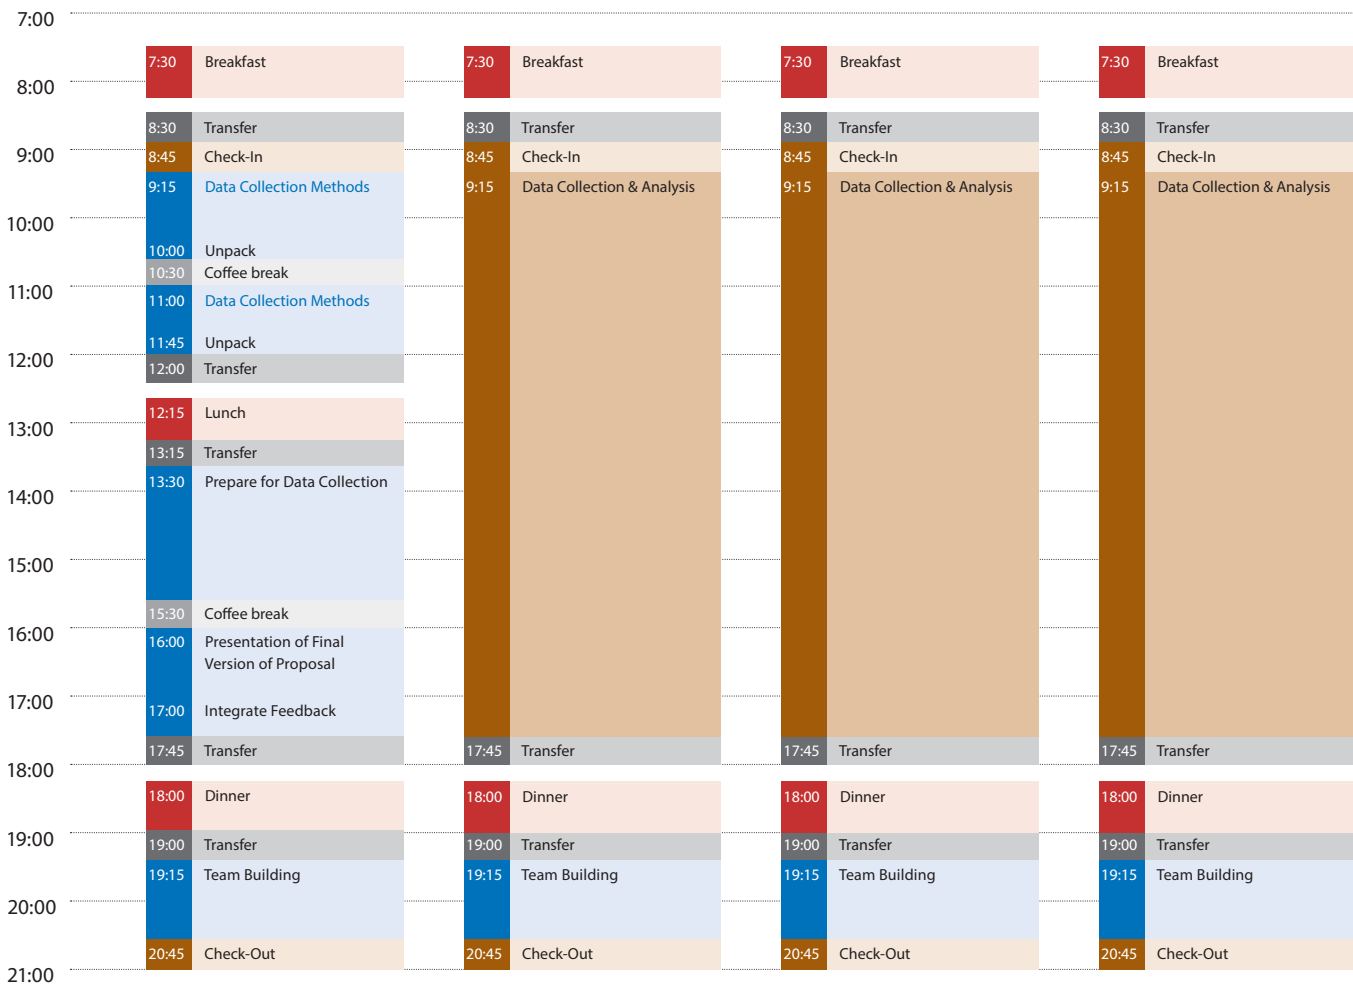 7:00
8:00
9:00
10:00
11:00
12:00
13:00
14:00
15:00
16:00
17:00
18:00
19:00
20:00
21:00
7:30 Breakfast
8:30 Transfer
8:45 Check-In
9:15 Data Collection Methods
10:00 Unpack
10:30 Coffee break
11:00 Data Collection Methods
11:45 Unpack
12:00 Transfer
12:15 Lunch
13:15 Transfer
13:30 Prepare for Data Collection
15:30 Coffee break
16:00 Presentation of Final
Version of Proposal
17:00 Integrate Feedback
17:45 Transfer
18:00 Dinner
19:00 Transfer
19:15 Team Building
20:45 Check-Out
7:30 Breakfast
8:30 Transfer
8:45 Check-In
9:15 Data Collection & Analysis
17:45 Transfer
18:00 Dinner
19:00 Transfer
19:15 Team Building
20:45 Check-Out
7:30 Breakfast
8:30 Transfer
8:45 Check-In
9:15 Data Collection & Analysis
17:45 Transfer
18:00 Dinner
19:00 Transfer
19:15 Team Building
20:45 Check-Out
7:30 Breakfast
8:30 Transfer
8:45 Check-In
9:15 Data Collection & Analysis
17:45 Transfer
18:00 Dinner
19:00 Transfer
19:15 Team Building
20:45 Check-Out